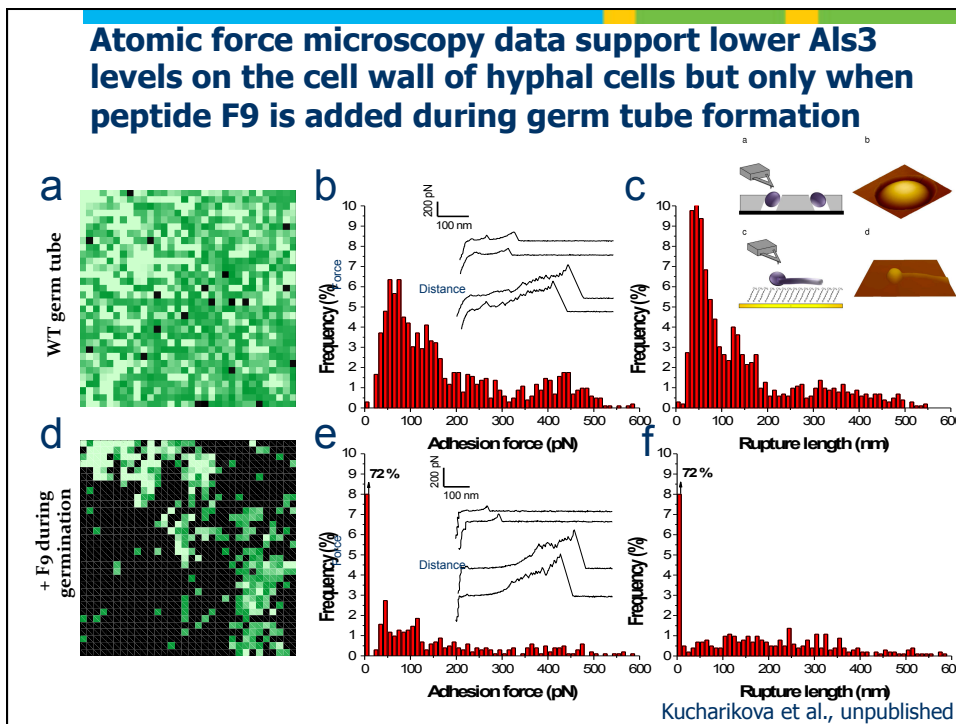 Atomic force microscopy data support lower Als3
levels on the cell wall of hyphal cells but only when
peptide F9 is added during germ tube formation
a
WT germ tube
b
200 pN
100 nm
Force
Distance
Frequency (%)
10
9
8
7
6
5
4
3
2
1
0
0 100 200 300 400 500 600
Adhesion force (pN)
c
a
b
c
d
Frequency (%)
10
9
8
7
6
5
4
3
2
1
0
0 100 200 300 400 500 600
Rupture length (nm)
d
+ F9 during
germination
e
72 %
200 pN
100 nm
Force
Distance
Frequency (%)
10
9
8
7
6
5
4
3
2
1
0
0 100 200 300 400 500 600
Adhesion force (pN)
f
72 %
Frequency (%)
10
9
8
7
6
5
4
3
2
1
0
0 100 200 300 400 500 600
Rupture length (nm)
Kucharikova et al., unpublished